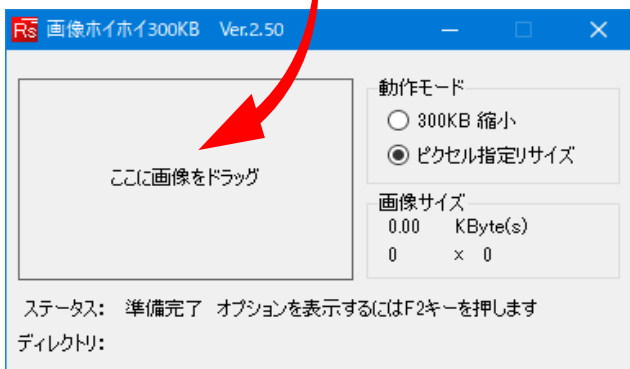 Rs 画像ホイホイ300KB Ver.2.50
動作モード
300KB 縮小
ピクセル指定リサイズ
ここに画像をドラッグ
画像サイズ
0.00 KByte(s)
0 x 0
ステータス: 準備完了 オプションを表示するにはF2キーを押します
ディレクトリ: